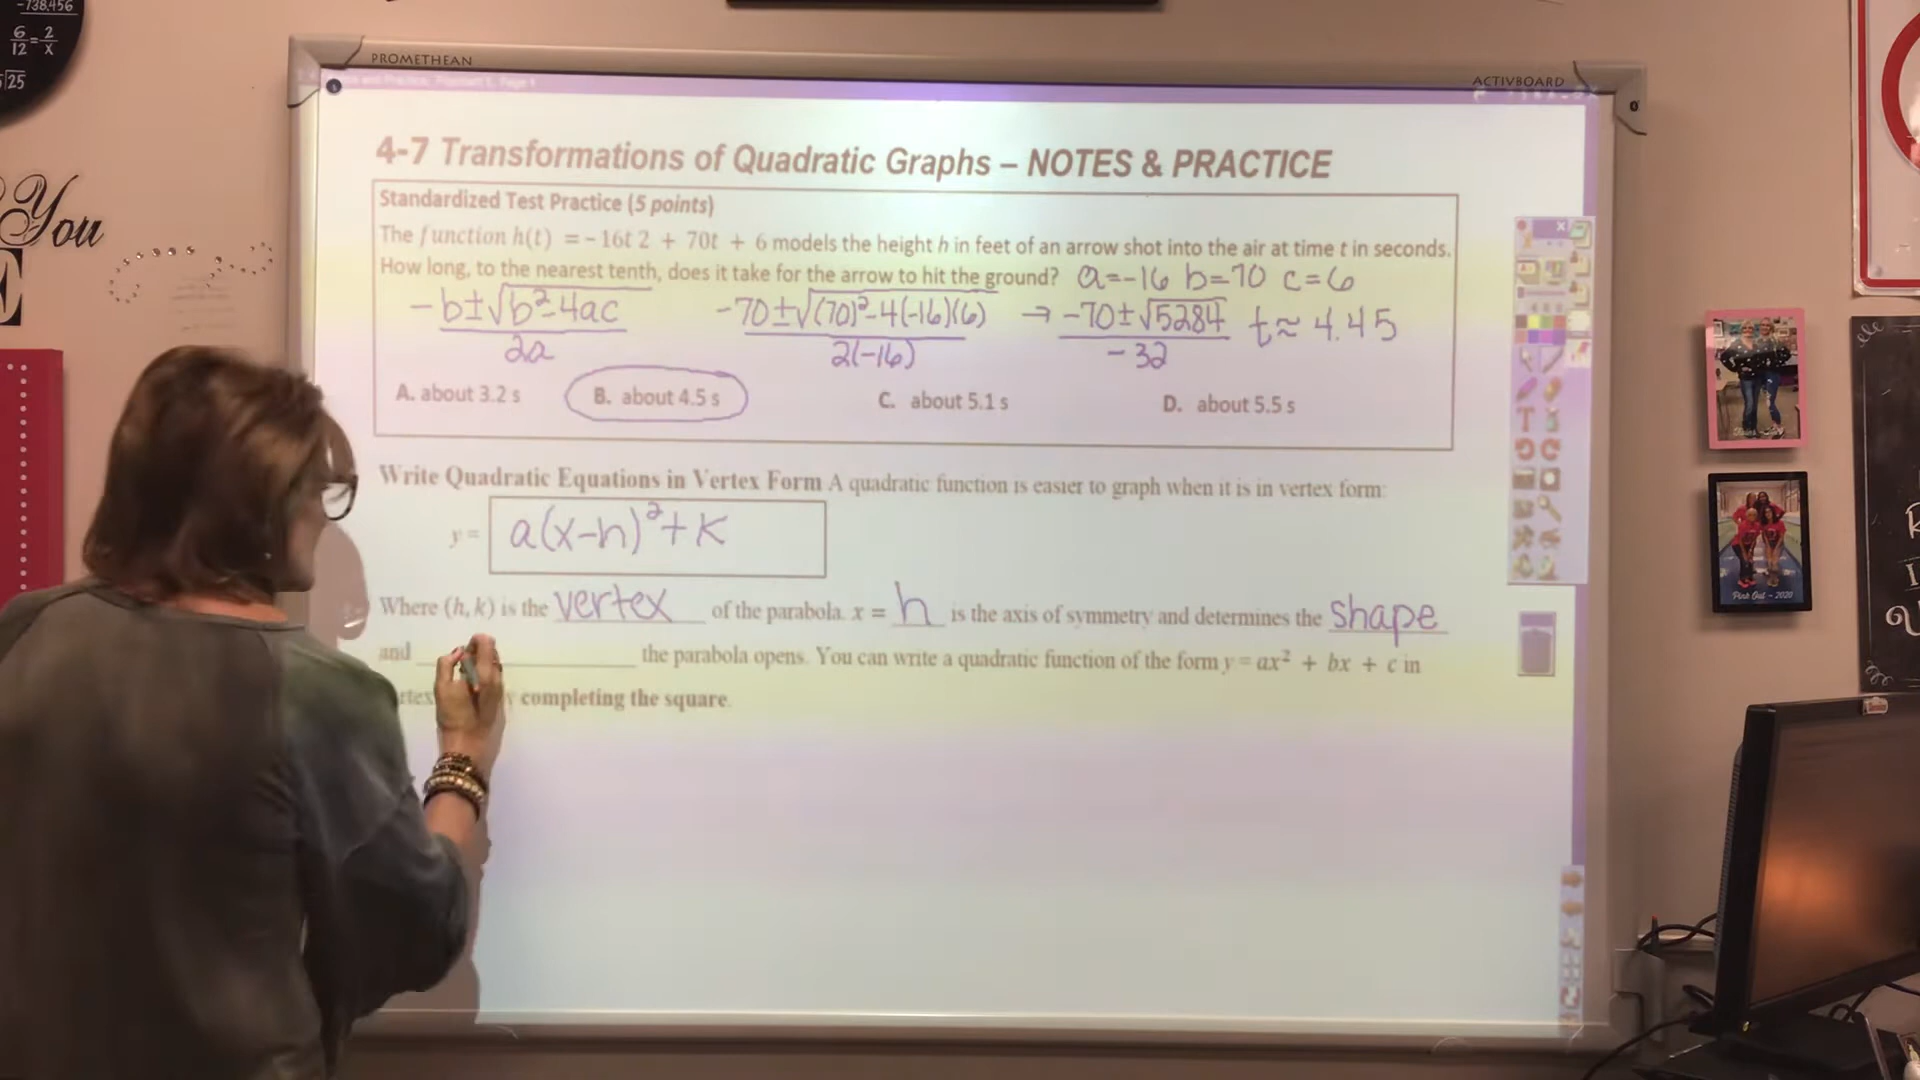 -738.456
6/12 = 2/x
√25
You
PROMETHEAN
ACTIVBOARD
4-7 Transformations of Quadratic Graphs – NOTES & PRACTICE
Standardized Test Practice (5 points)
The function h(t) = – 16t 2 + 70t + 6 models the height h in feet of an arrow shot into the air at time t in seconds.
How long, to the nearest tenth, does it take for the arrow to hit the ground? a=-16 b=70 c=6
(-b±√(b²-4ac))/(2a) (-70±√((70)²-4(-16)(6)))/(2(-16)) → (-70±√5284)/(-32) t≈4.45
A. about 3.2 s B. about 4.5 s C. about 5.1 s D. about 5.5 s
Write Quadratic Equations in Vertex Form A quadratic function is easier to graph when it is in vertex form:
y = a(x-h)²+k
Where (h, k) is the vertex of the parabola. x = h is the axis of symmetry and determines the shape
and ________ the parabola opens. You can write a quadratic function of the form y = ax² + bx + c in
completing the square.
Pink Out – 2020